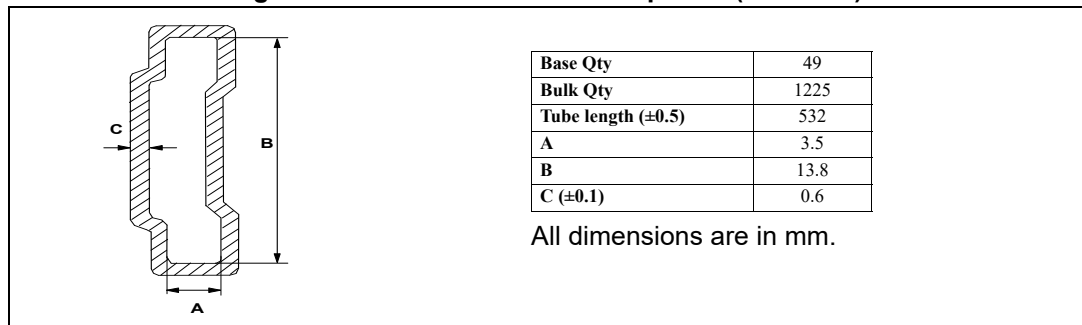 C
B
A
Base Qty 49
Bulk Qty 1225
Tube length (±0.5) 532
A 3.5
B 13.8
C (±0.1) 0.6
All dimensions are in mm.